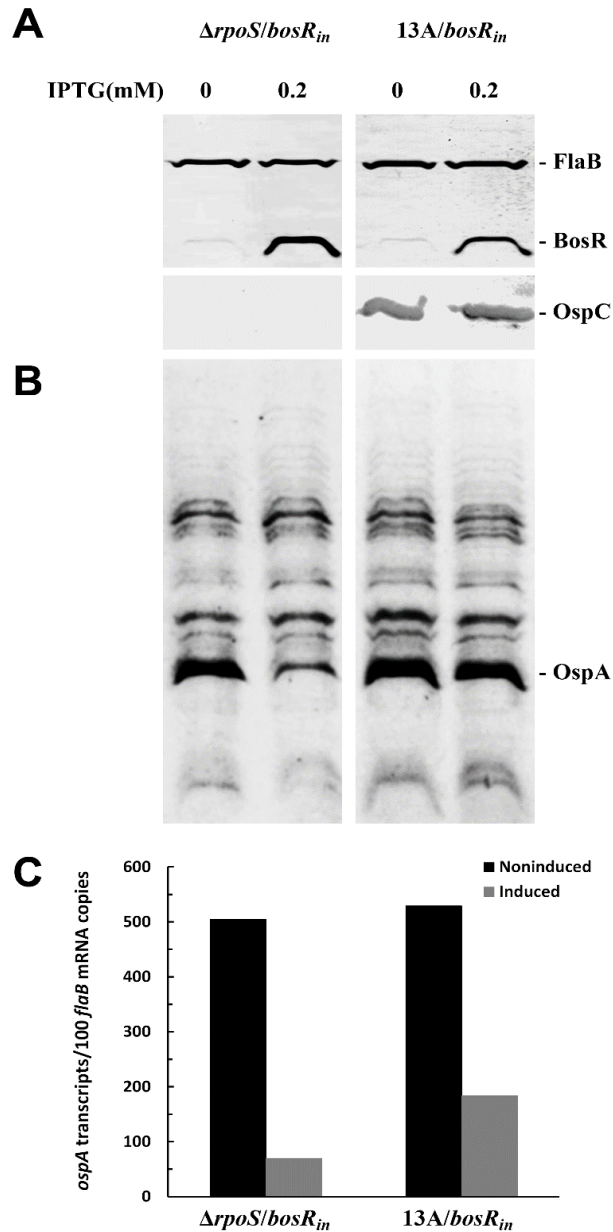 A
ΔrpoS/bosRin 13A/bosRin
IPTG(mM) 0 0.2 0 0.2
- FlaB
- BosR
- OspC
B
- OspA
C
600
500
400
300
200
100
0
ospA transcripts/100 flaB mRNA copies
Noninduced
Induced
ΔrpoS/bosRin 13A/bosRin